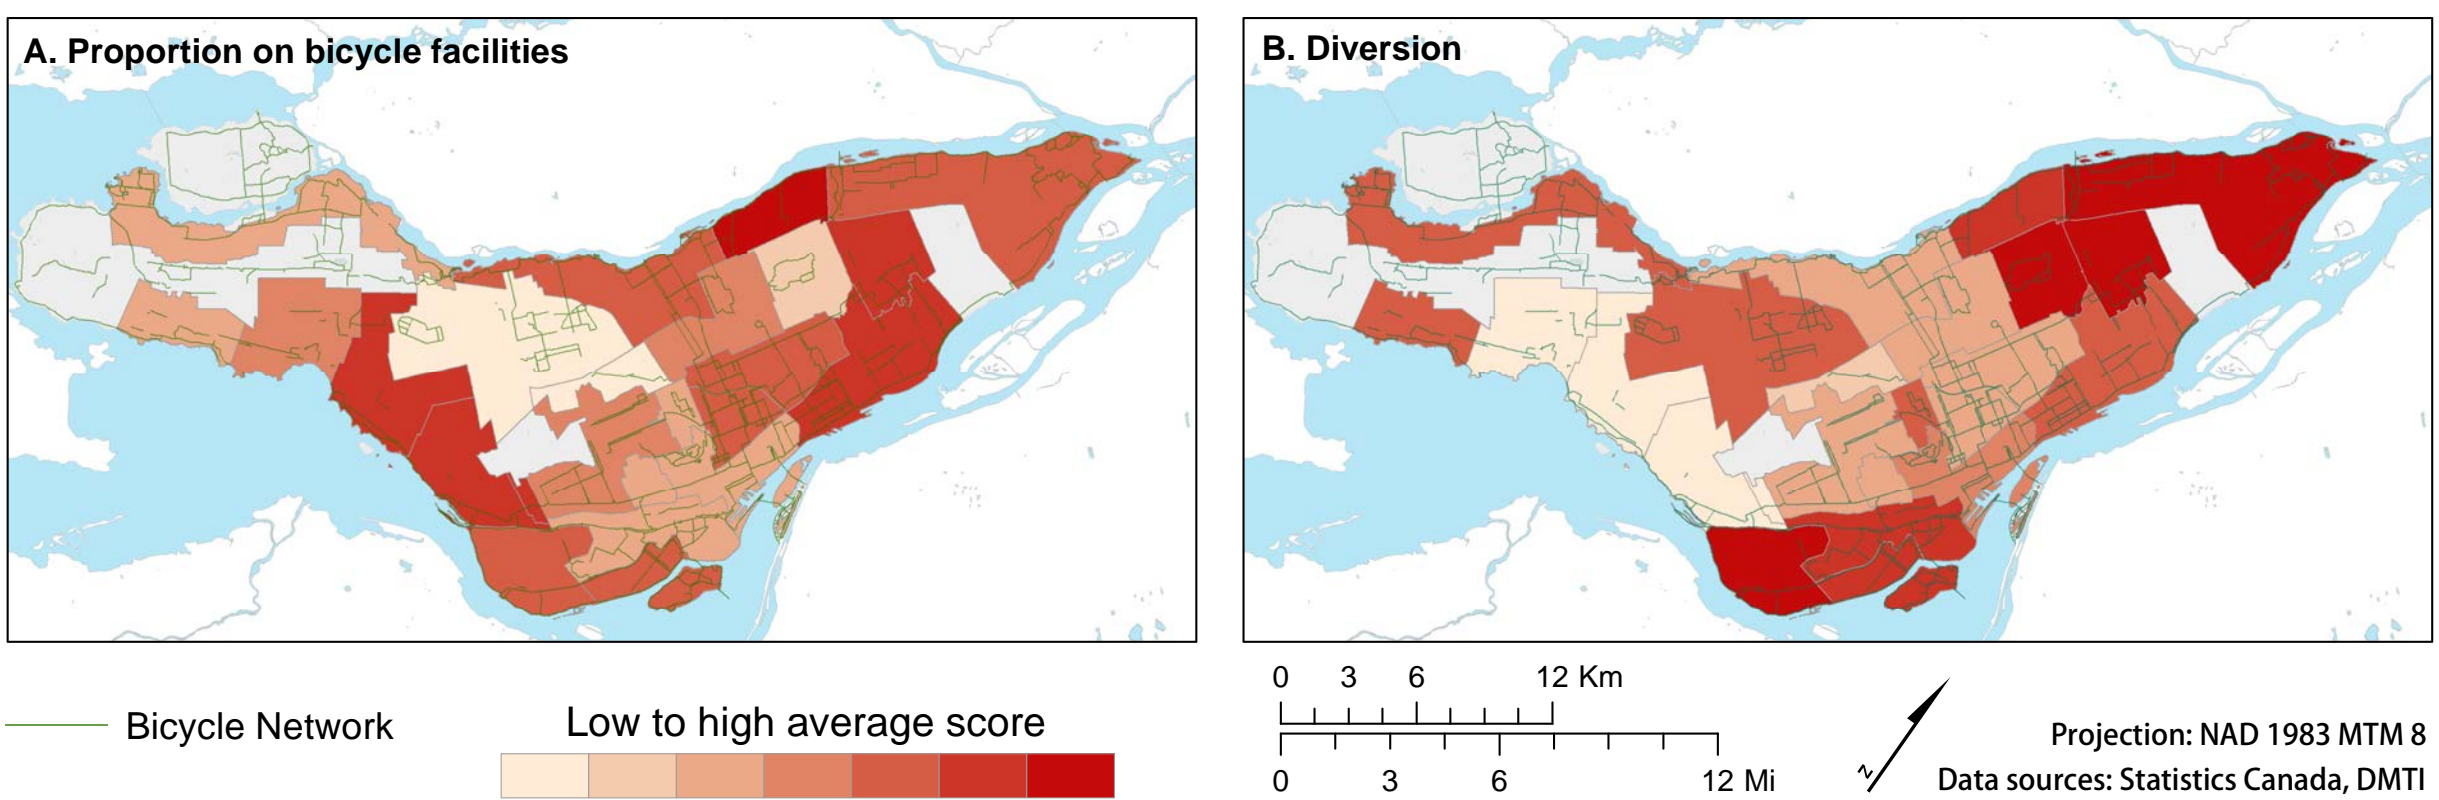 A. Proportion on bicycle facilities
B. Diversion
Bicycle Network
Low to high average score
0 3 6 12 Km
0 3 6 12 Mi
N
Projection: NAD 1983 MTM 8
Data sources: Statistics Canada, DMTI